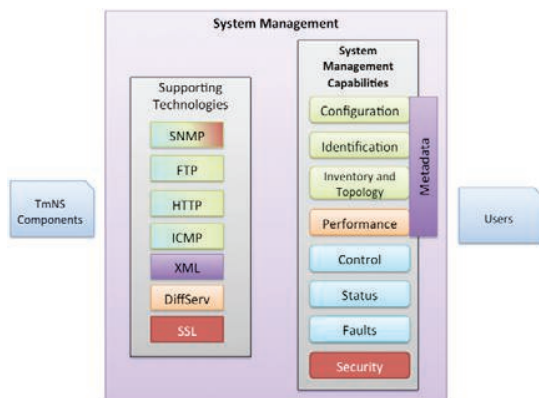 System Management
Supporting
Technologies
SNMP
FTP
HTTP
ICMP
XML
DiffServ
SSL
System
Management
Capabilities
Configuration
Identification
Inventory and
Topology
Performance
Control
Status
Faults
Security
Metadata
TmNS
Components
Users